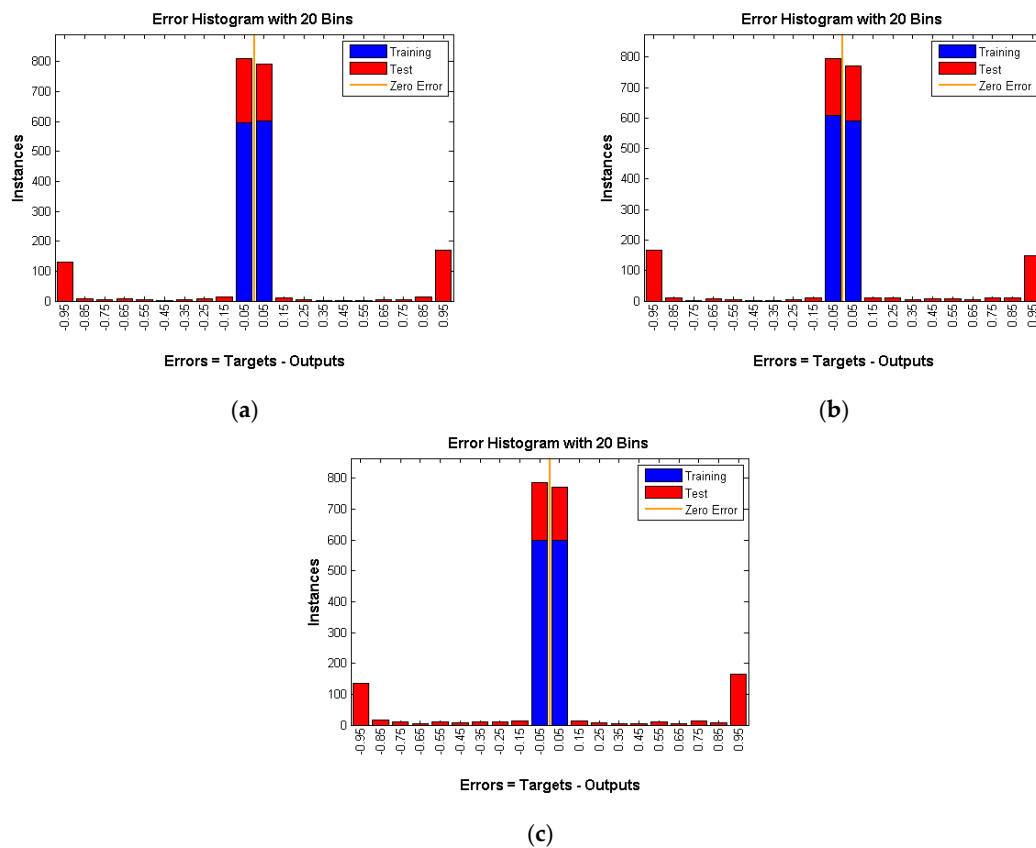 Error Histogram with 20 Bins
Training
Test
Zero Error
800
700
600
500
400
300
200
100
0
Instances
-0.95 -0.85 -0.75 -0.65 -0.55 -0.45 -0.35 -0.25 -0.15 -0.05 0.05 0.15 0.25 0.35 0.45 0.55 0.65 0.75 0.85 0.95
Errors = Targets - Outputs
(a)
Error Histogram with 20 Bins
Training
Test
Zero Error
800
700
600
500
400
300
200
100
0
Instances
-0.95 -0.85 -0.75 -0.65 -0.55 -0.45 -0.35 -0.25 -0.15 -0.05 0.05 0.15 0.25 0.35 0.45 0.55 0.65 0.75 0.85 0.95
Errors = Targets - Outputs
(b)
Error Histogram with 20 Bins
Training
Test
Zero Error
800
700
600
500
400
300
200
100
0
Instances
-0.95 -0.85 -0.75 -0.65 -0.55 -0.45 -0.35 -0.25 -0.15 -0.05 0.05 0.15 0.25 0.35 0.45 0.55 0.65 0.75 0.85 0.95
Errors = Targets - Outputs
(c)